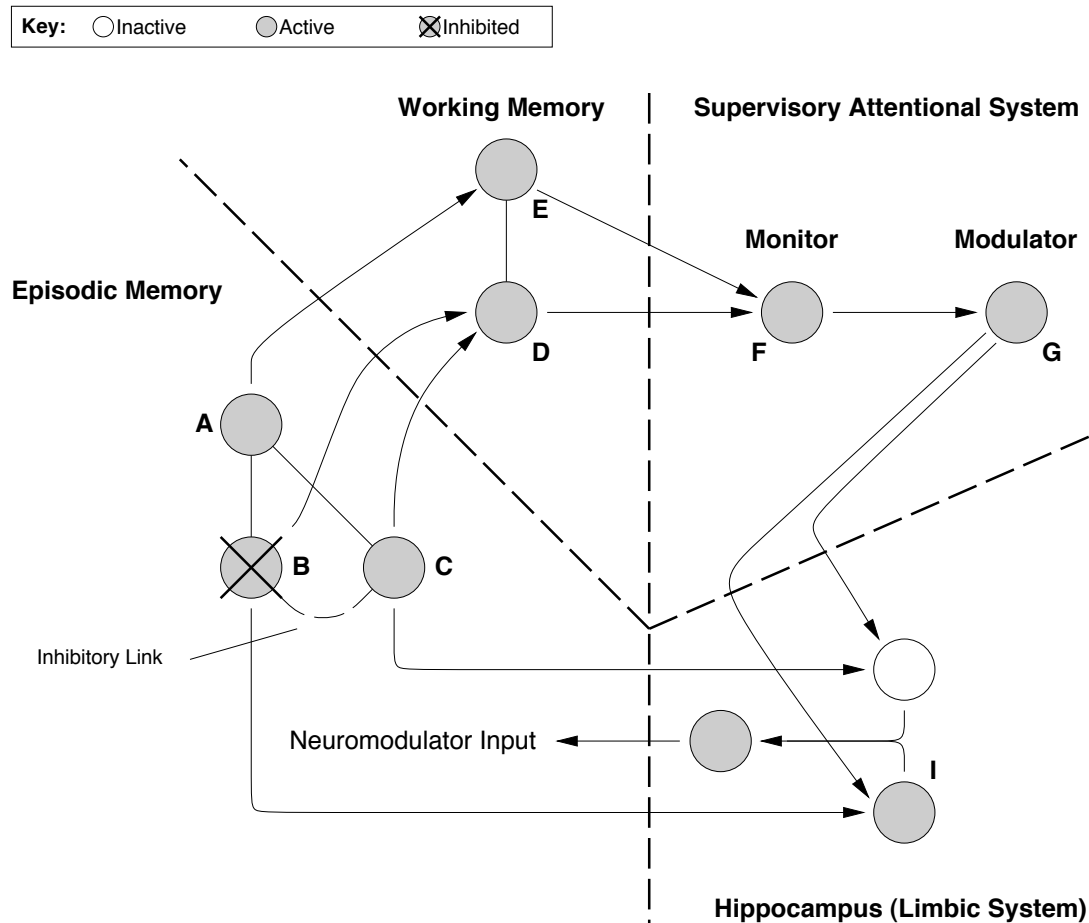 Key: Inactive Active Inhibited
Working Memory
Supervisory Attentional System
E
Monitor
Modulator
Episodic Memory
D
F
G
A
B
C
Inhibitory Link
Neuromodulator Input
I
Hippocampus (Limbic System)